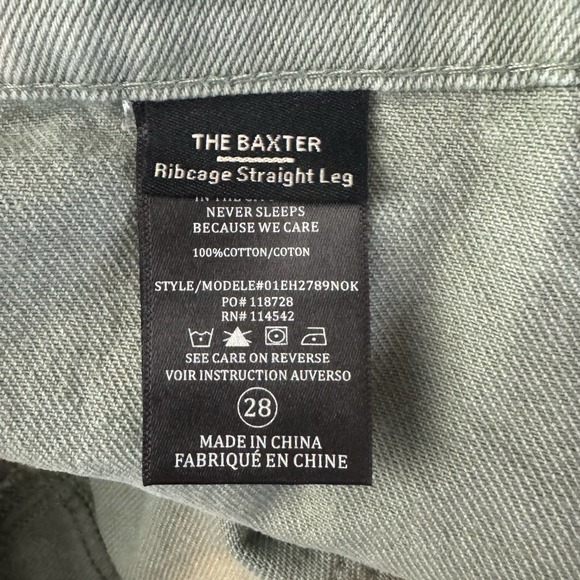 THE BAXTER
Ribcage Straight Leg
NEVER SLEEPS
BECAUSE WE CARE
100%COTTON/COTON
STYLE/MODELE#01EH2789NOK
PO# 118728
RN# 114542
SEE CARE ON REVERSE
VOIR INSTRUCTION AUVERSO
28
MADE IN CHINA
FABRIQUÉ EN CHINE